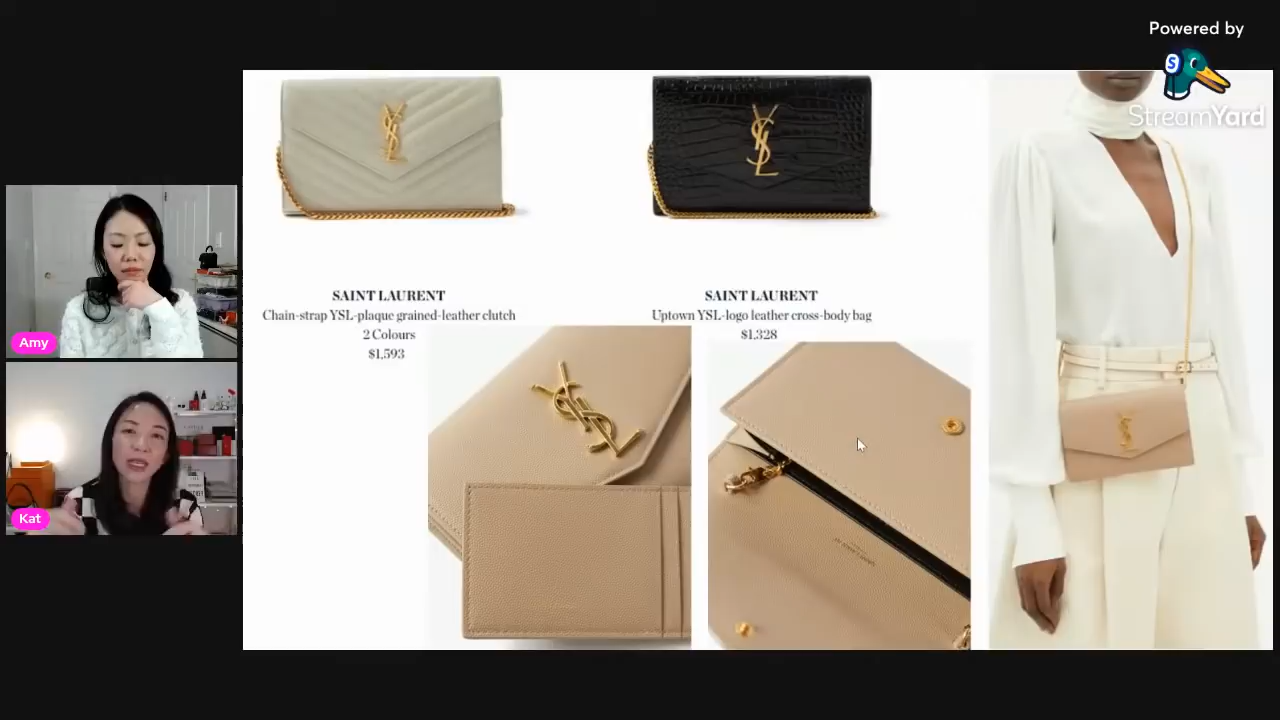 Powered by
StreamYard
SAINT LAURENT
Chain-strap YSL-plaque grained-leather clutch
2 Colours
$1,593
SAINT LAURENT
Uptown YSL-logo leather cross-body bag
$1,328
Amy
Kat